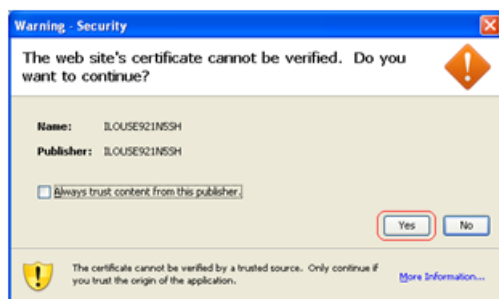 Warning - Security
The web site's certificate cannot be verified. Do you
want to continue?
Name: ILOUSE921NSSH
Publisher: ILOUSE921NSSH
Always trust content from this publisher.
Yes No
The certificate cannot be verified by a trusted source. Only continue if
you trust the origin of the application.
More Information...